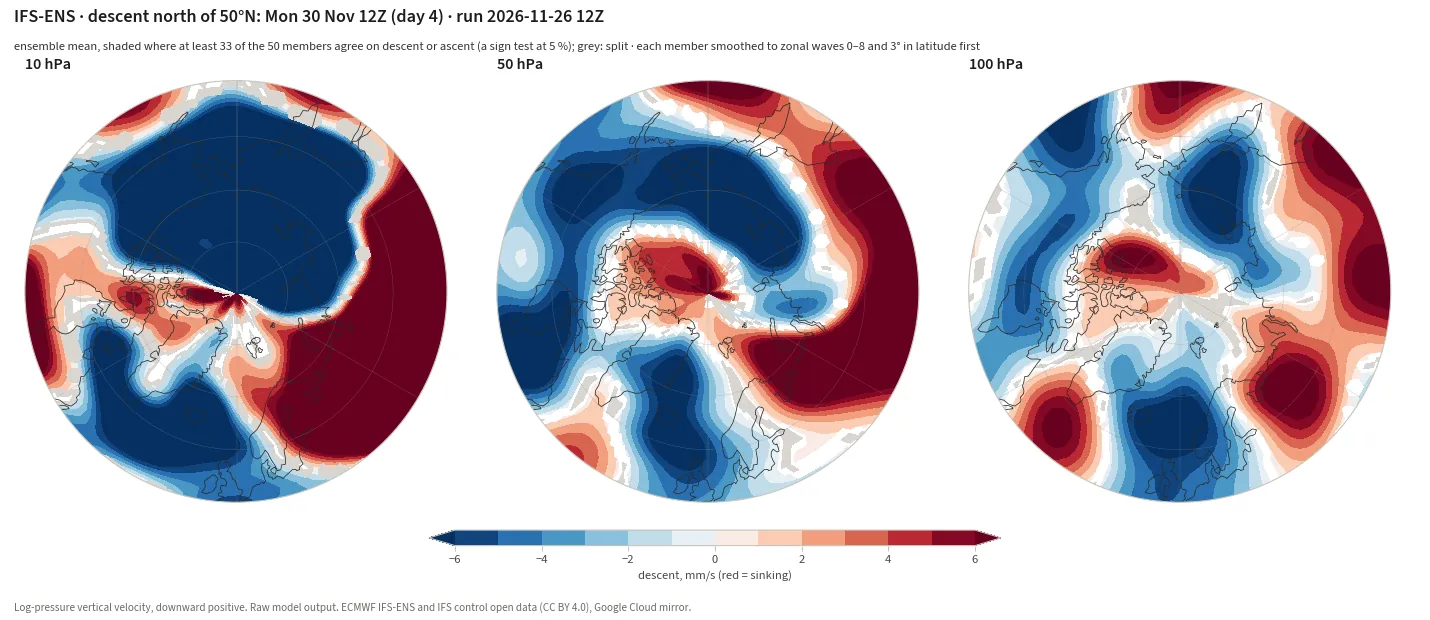 IFS-ENS · descent north of 50°N: Mon 30 Nov 12Z (day 4) · run 2026-11-26 12Z
ensemble mean, shaded where at least 33 of the 50 members agree on descent or ascent (a sign test at 5 %); grey: split · each member smoothed to zonal waves 0–8 and 3° in latitude first
10 hPa
50 hPa
100 hPa
−6 −4 −2 0 2 4 6
descent, mm/s (red = sinking)
Log-pressure vertical velocity, downward positive. Raw model output. ECMWF IFS-ENS and IFS control open data (CC BY 4.0), Google Cloud mirror.